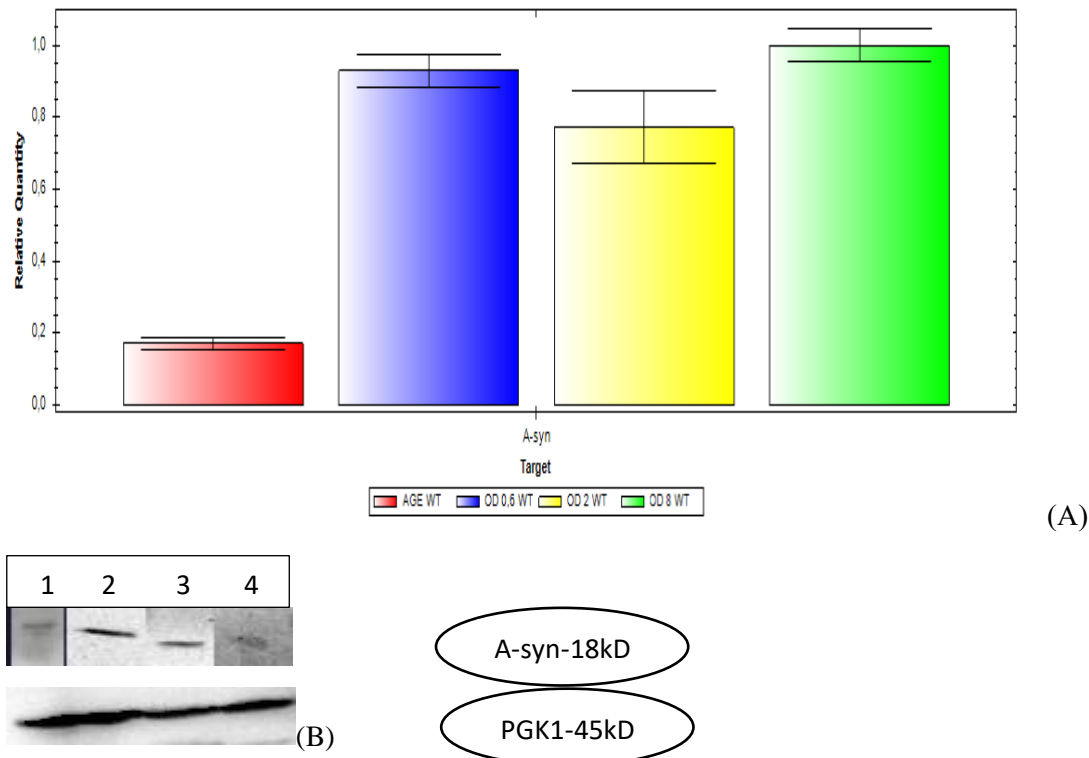 1,0
0,8
0,6
0,4
0,2
0,0
Relative Quantity
A-syn
Target
AGE WT OD 0,6 WT OD 2 WT OD 8 WT
(A)
1 2 3 4
A-syn-18kD
PGK1-45kD
(B)